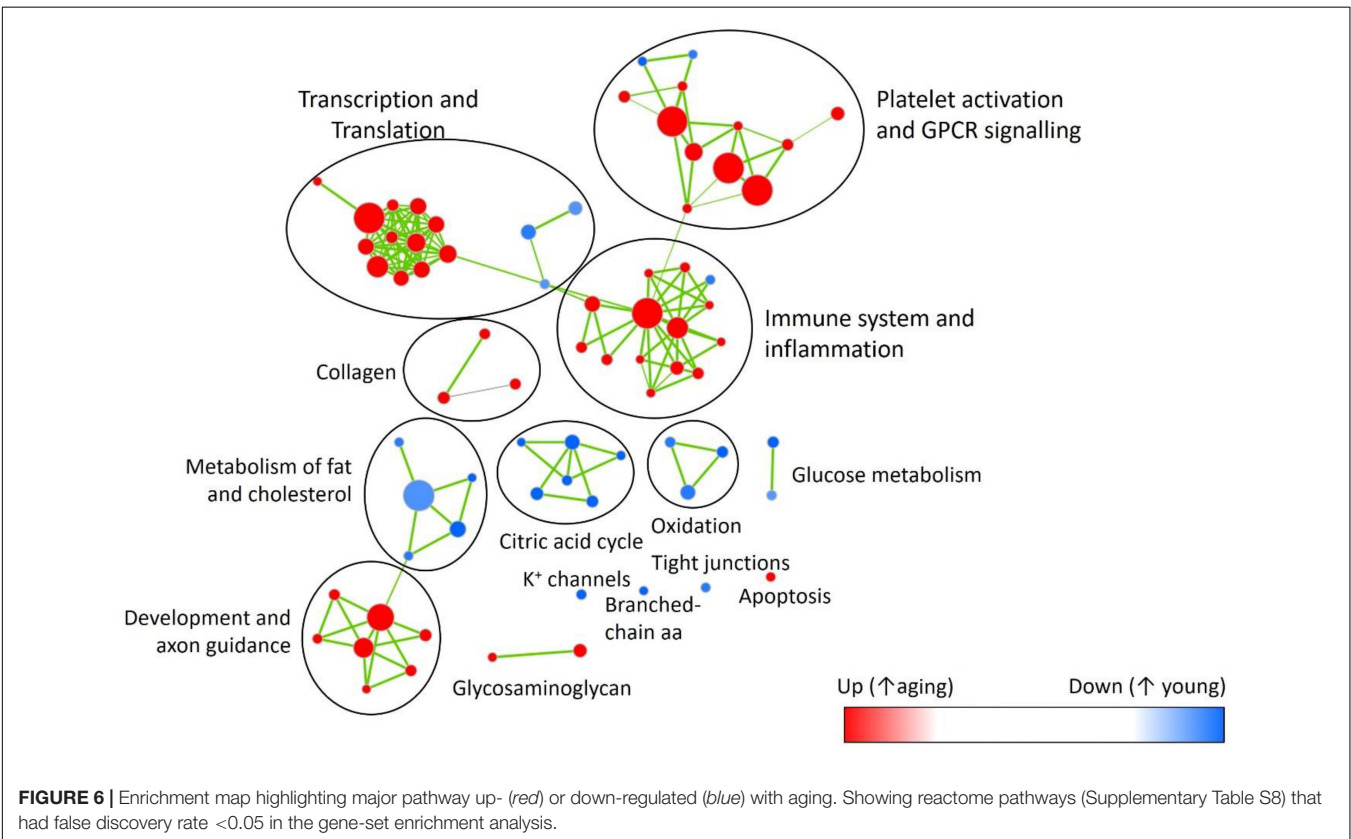 Transcription and
Translation
Platelet activation
and GPCR signalling
Immune system and
inflammation
Collagen
Metabolism of fat
and cholesterol
Citric acid cycle
Oxidation
Glucose metabolism
K⁺ channels
Tight junctions
Branched-
chain aa
Apoptosis
Development and
axon guidance
Glycosaminoglycan
Up (↑aging)
Down (↑ young)
FIGURE 6 | Enrichment map highlighting major pathway up- (red) or down-regulated (blue) with aging. Showing reactome pathways (Supplementary Table S8) that
had false discovery rate <0.05 in the gene-set enrichment analysis.